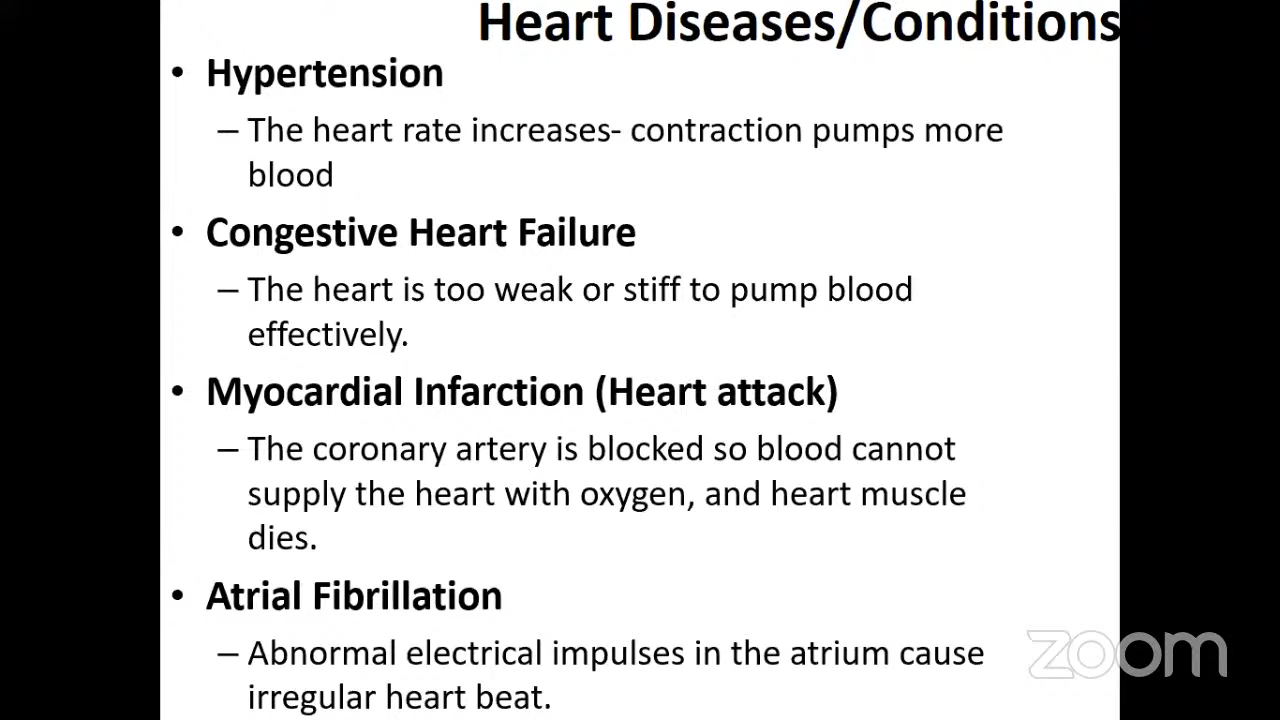 Heart Diseases/Conditions
• Hypertension
– The heart rate increases- contraction pumps more
blood
• Congestive Heart Failure
– The heart is too weak or stiff to pump blood
effectively.
• Myocardial Infarction (Heart attack)
– The coronary artery is blocked so blood cannot
supply the heart with oxygen, and heart muscle
dies.
• Atrial Fibrillation
– Abnormal electrical impulses in the atrium cause
irregular heart beat.
zoom